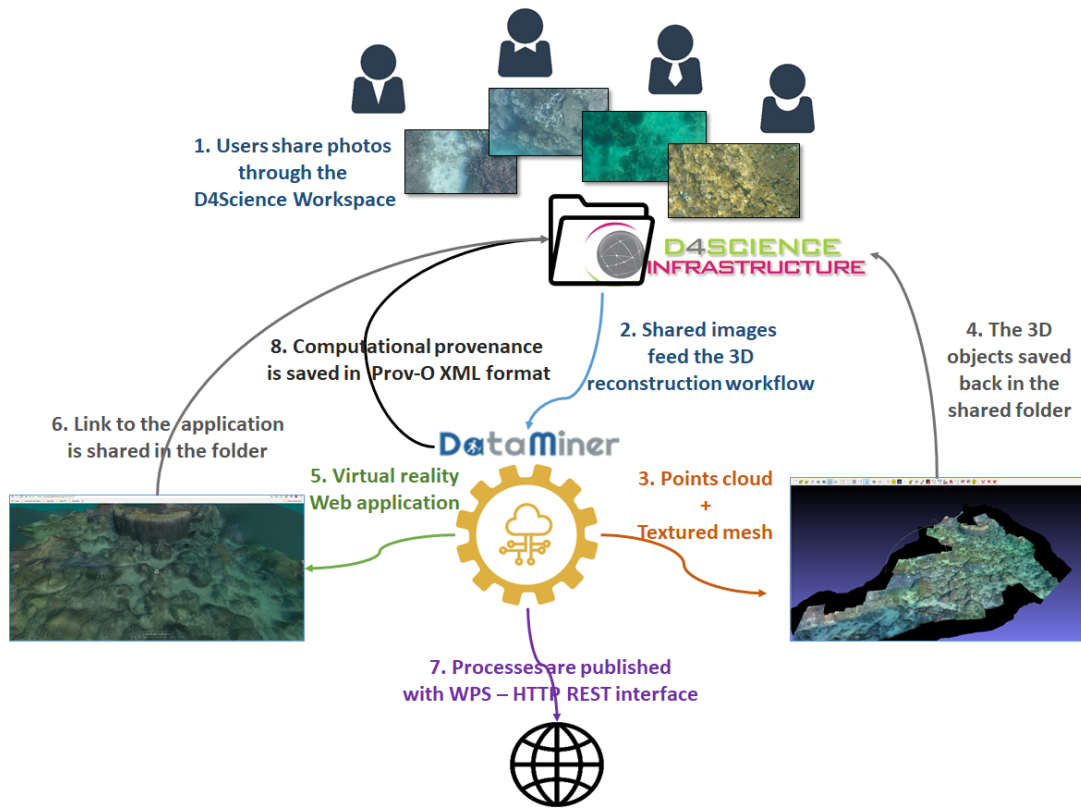 1. Users share photos
through the
D4Science Workspace
D4SCIENCE
INFRASTRUCTURE
2. Shared images
feed the 3D
reconstruction workflow
4. The 3D
objects saved
back in the
shared folder
8. Computational provenance
is saved in Prov-O XML format
6. Link to the application
is shared in the folder
DataMiner
5. Virtual reality
Web application
3. Points cloud
+
Textured mesh
7. Processes are published
with WPS – HTTP REST interface